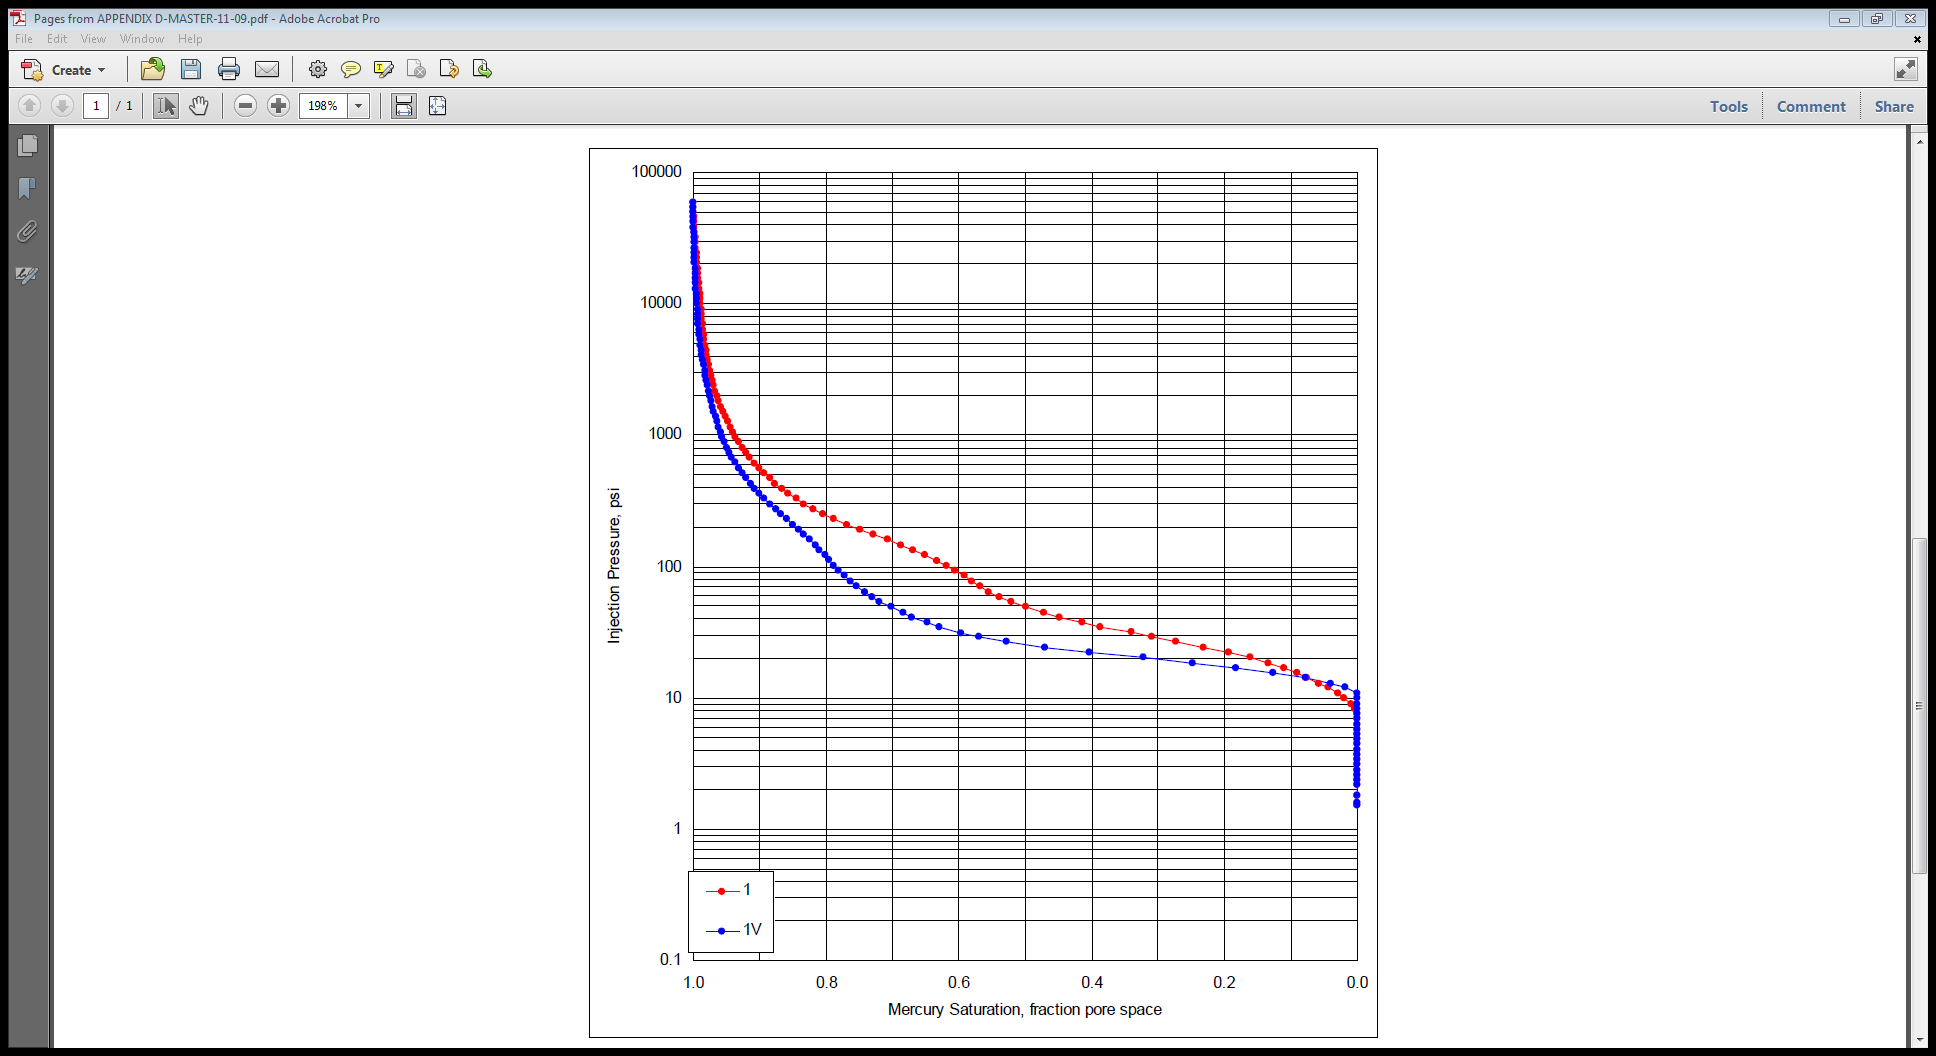 Pages from APPENDIX D-MASTER-11-09.pdf - Adobe Acrobat Pro
File Edit View Window Help
Create
1 / 1 198% Tools Comment Share
100000
10000
1000
100
10
1
0.1
Injection Pressure, psi
1
1V
1.0 0.8 0.6 0.4 0.2 0.0
Mercury Saturation, fraction pore space